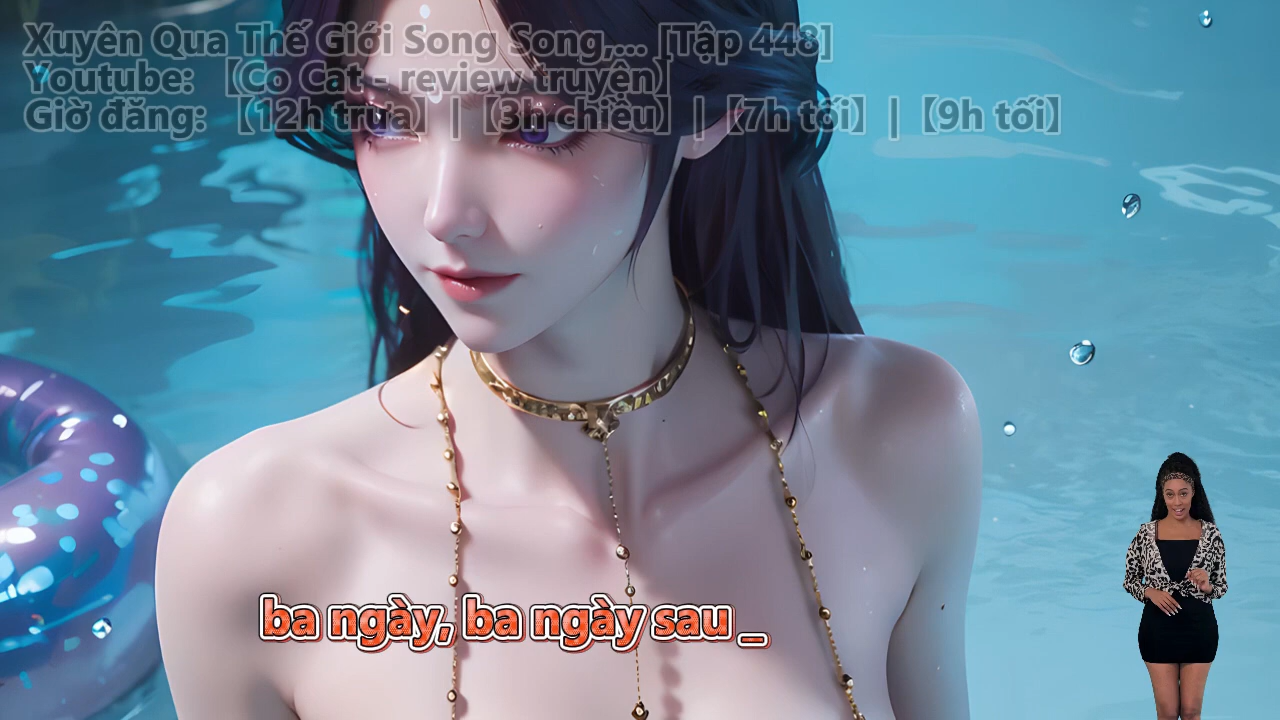 Xuyên Qua Thế Giới Song Song,... [Tập 448]
Youtube: [Cọ Cat - review truyện]
Giờ đăng: 【12h trưa】 | 【3h chiều】 | 【7h tối】 | 【9h tối】
ba ngày, ba ngày sau _